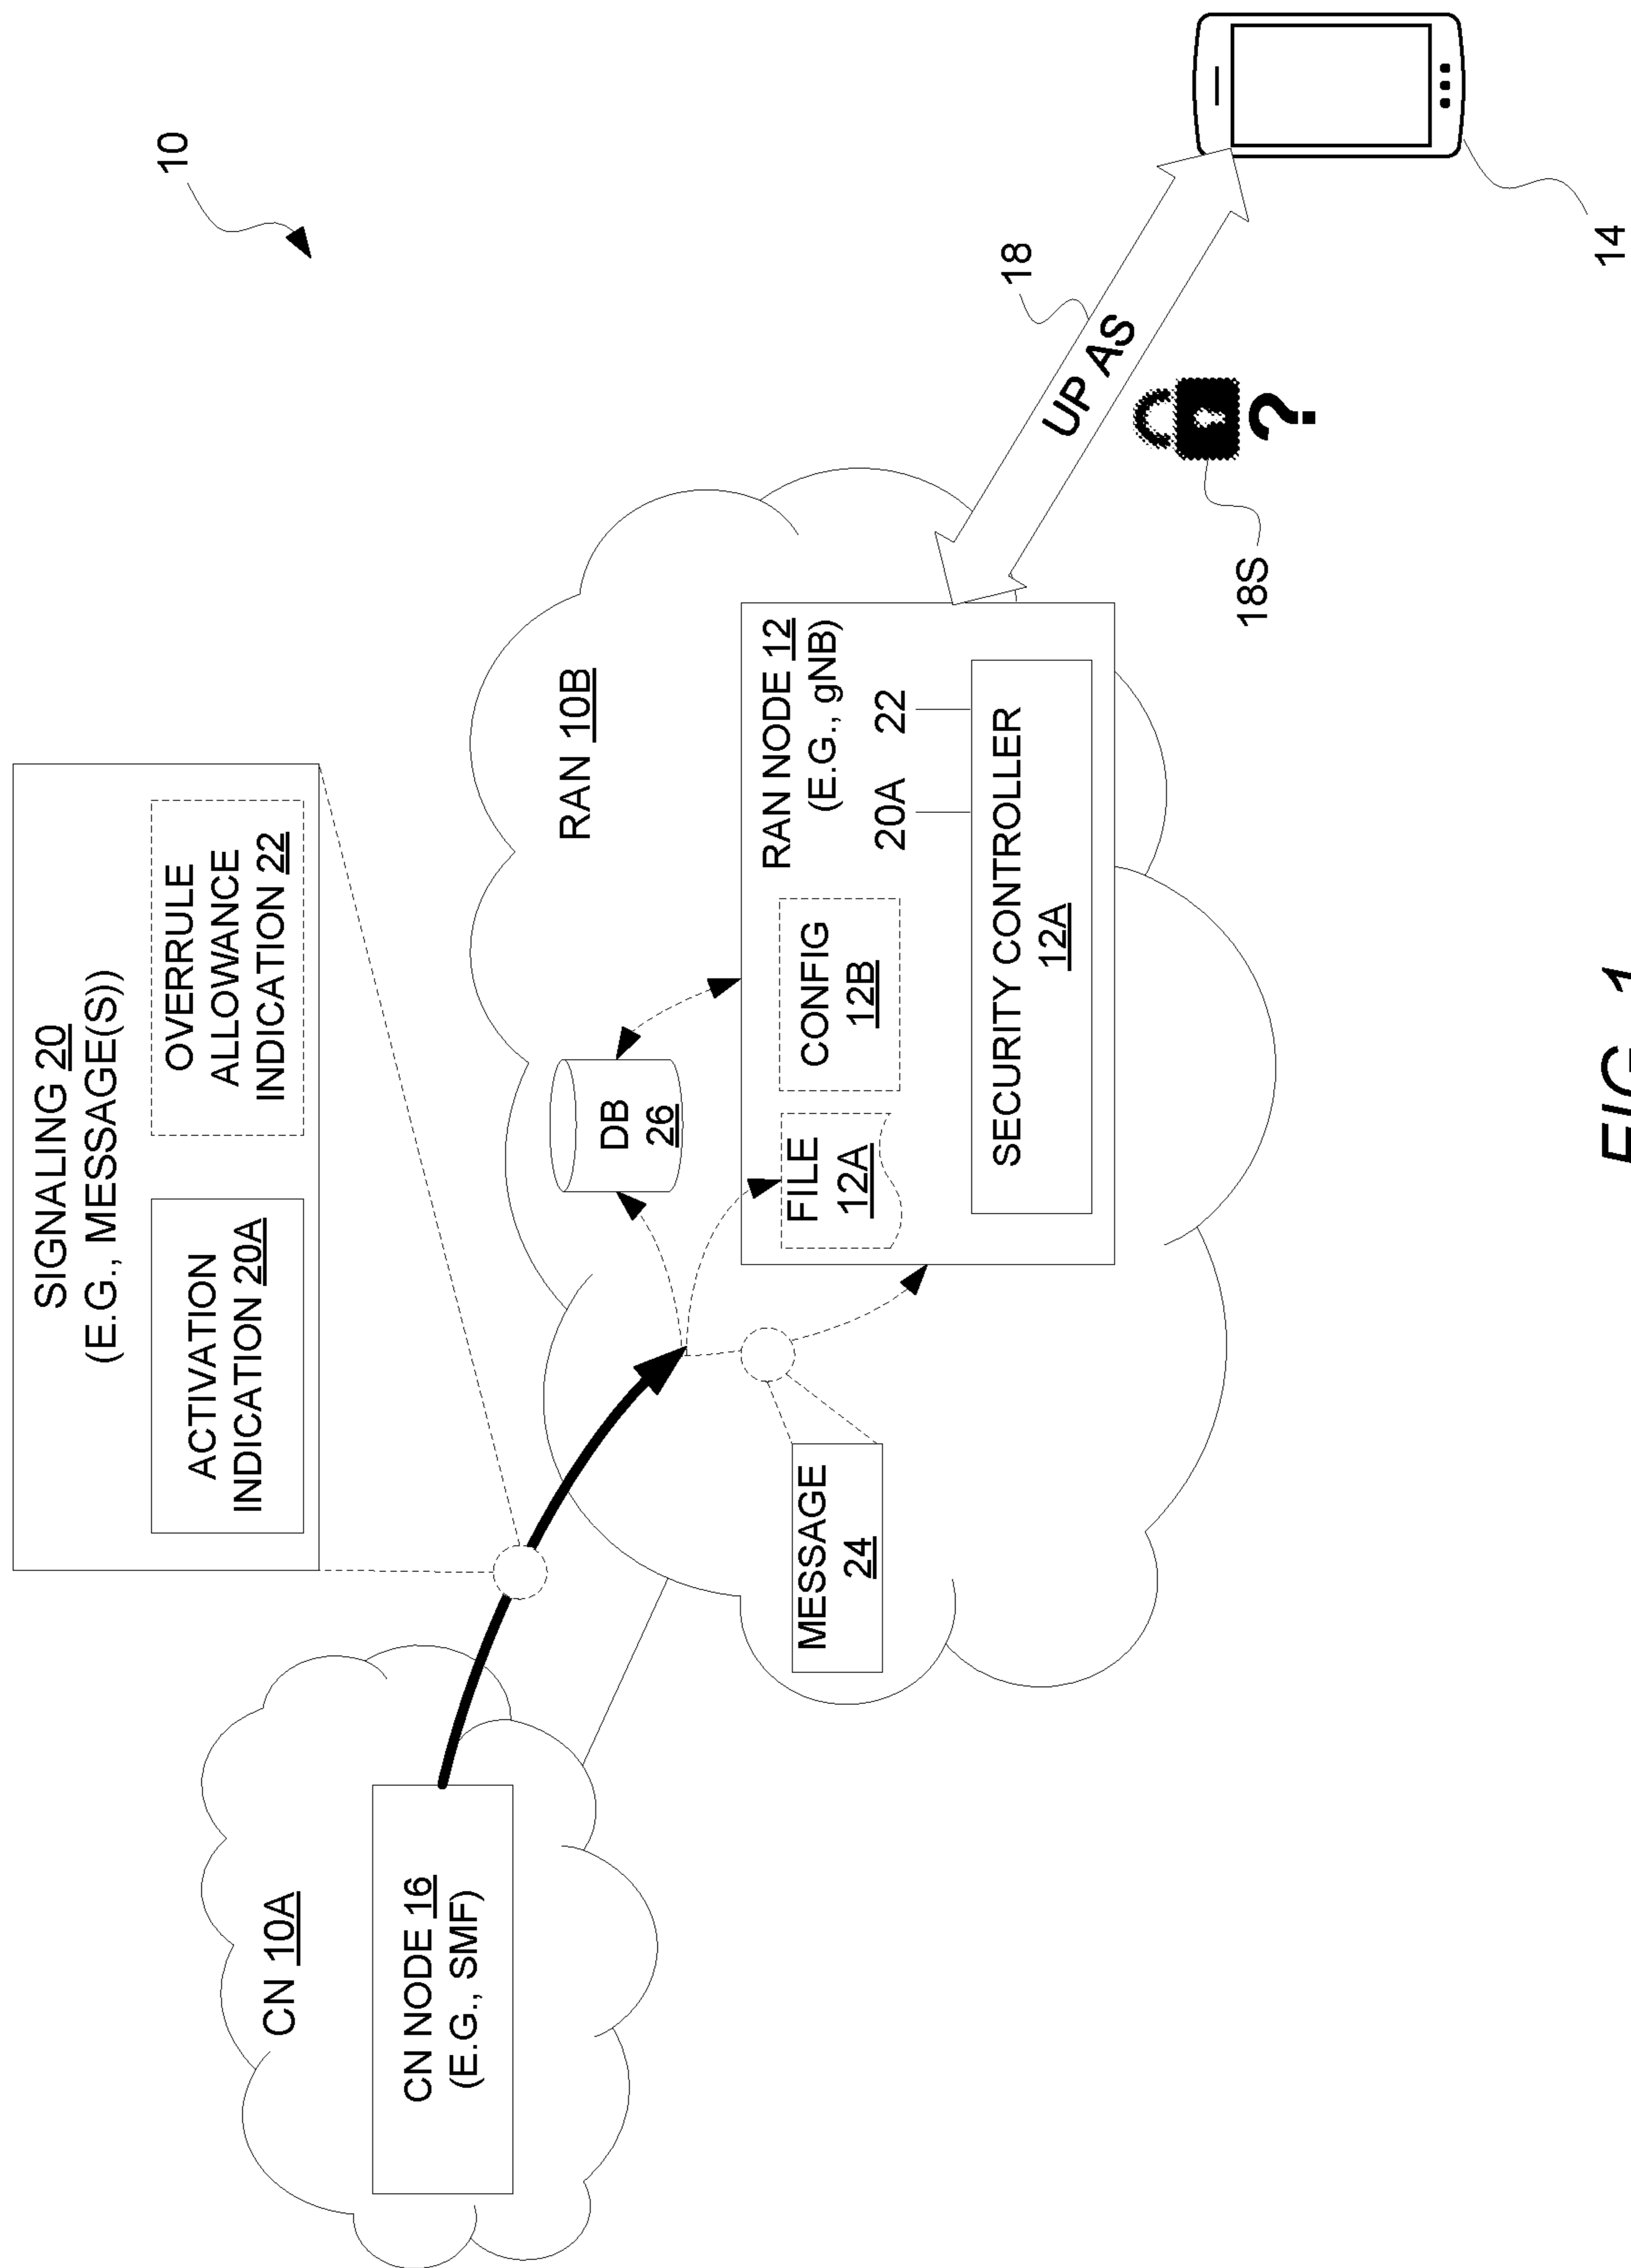 10
SIGNALING 20
(E.G., MESSAGE(S))
ACTIVATION
INDICATION 20A
OVERRULE
ALLOWANCE
INDICATION 22
CN 10A
CN NODE 16
(E.G., SMF)
RAN 10B
DB
26
MESSAGE
24
RAN NODE 12
(E.G., gNB)
FILE
12A
CONFIG
12B
20A
22
SECURITY CONTROLLER
12A
18
UP AS
?
18S
14
FIG. 1